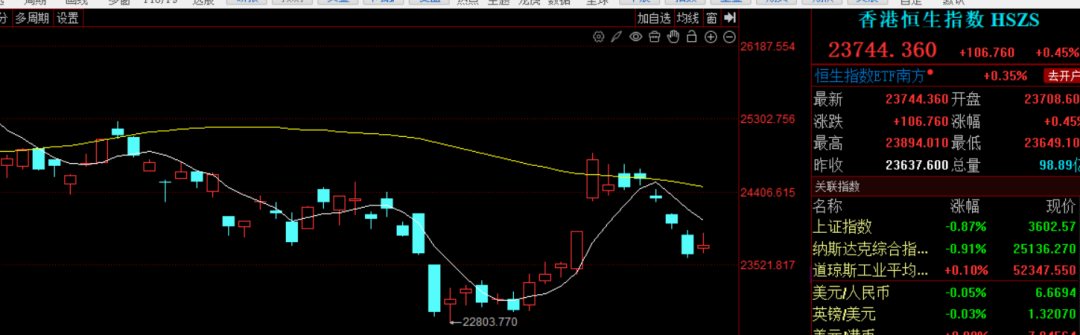 分 多周期 设置 加自选 均线 窗
26187.554
25302.756
24406.615
23521.817
22803.770
香港恒生指数 HSZS
23744.360 +106.760 +0.45%
恒生指数ETF南方 +0.35% 去开户
最新 23744.360 开盘 23708.60
涨跌 +106.760 涨幅 +0.45
最高 23894.010 最低 23649.10
昨收 23637.600 总量 98.89
关联指数
名称 涨幅 现价
上证指数 -0.87% 3602.57
纳斯达克综合指... -0.91% 25136.270
道琼斯工业平均... +0.10% 52347.550
美元/人民币 -0.05% 6.6694
英镑/美元 -0.03% 1.32070